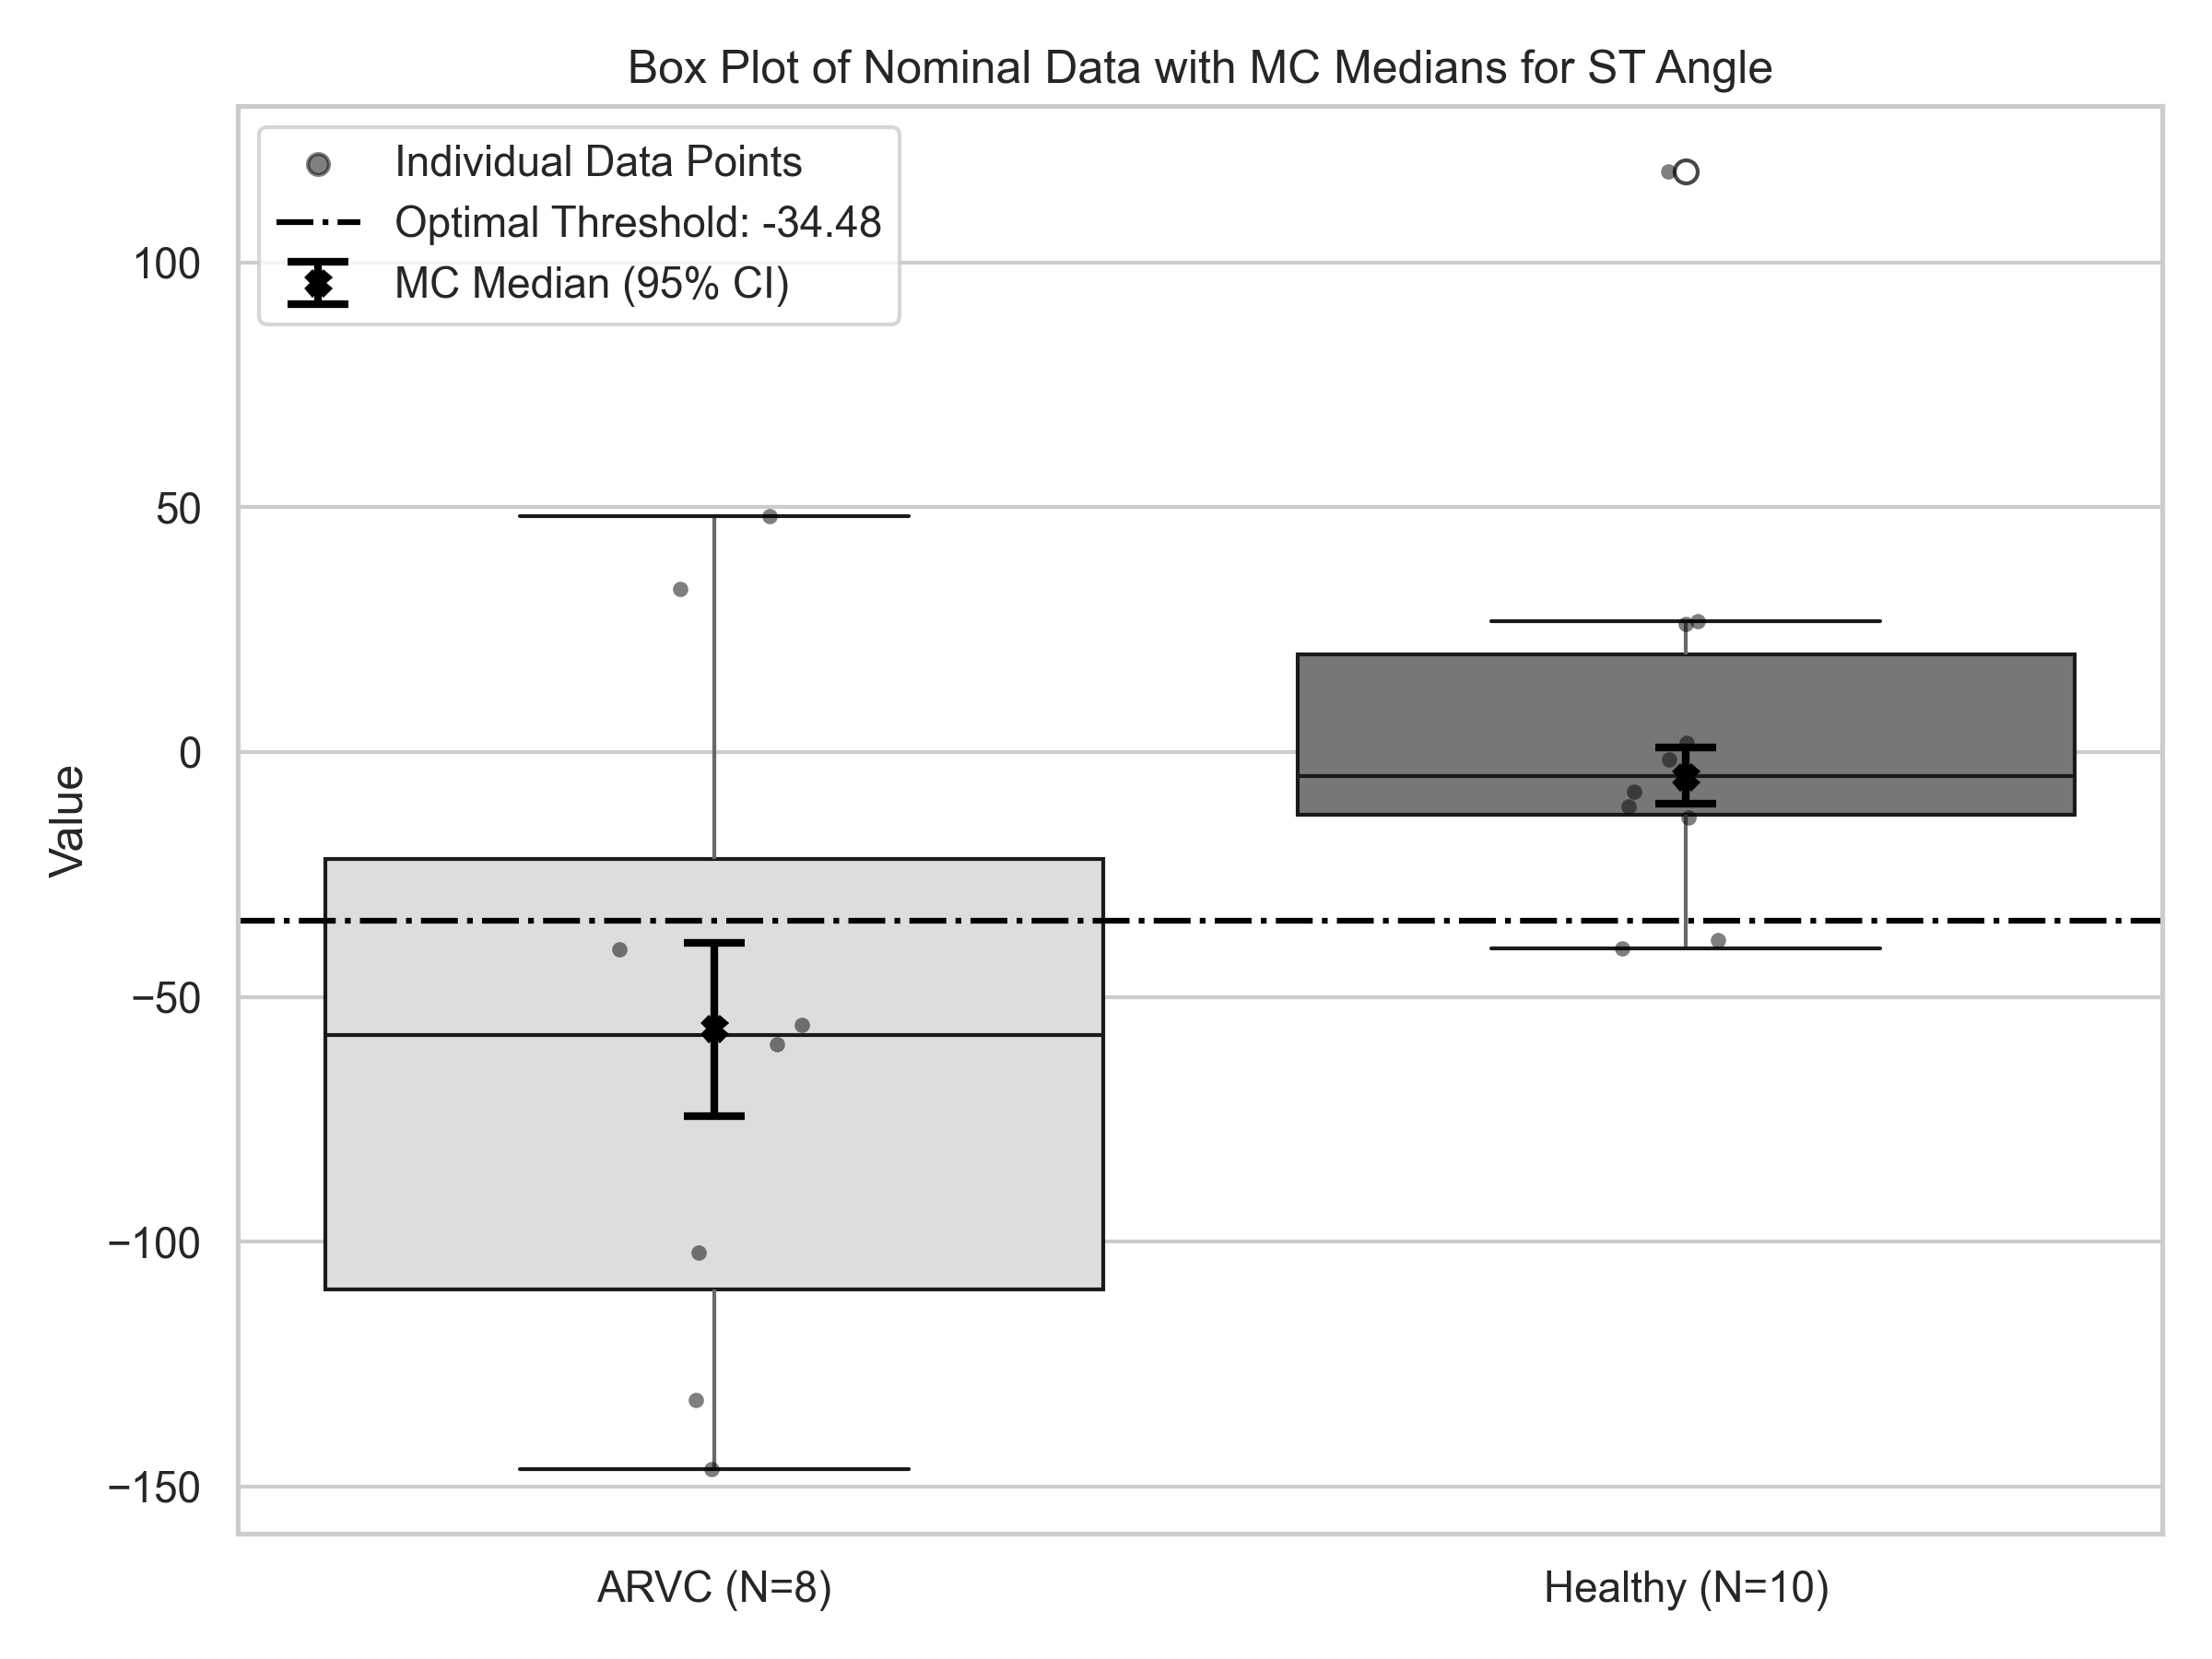 Box Plot of Nominal Data with MC Medians for ST Angle
Individual Data Points
Optimal Threshold: -34.48
MC Median (95% CI)
100
50
0
−50
−100
−150
Value
ARVC (N=8)
Healthy (N=10)